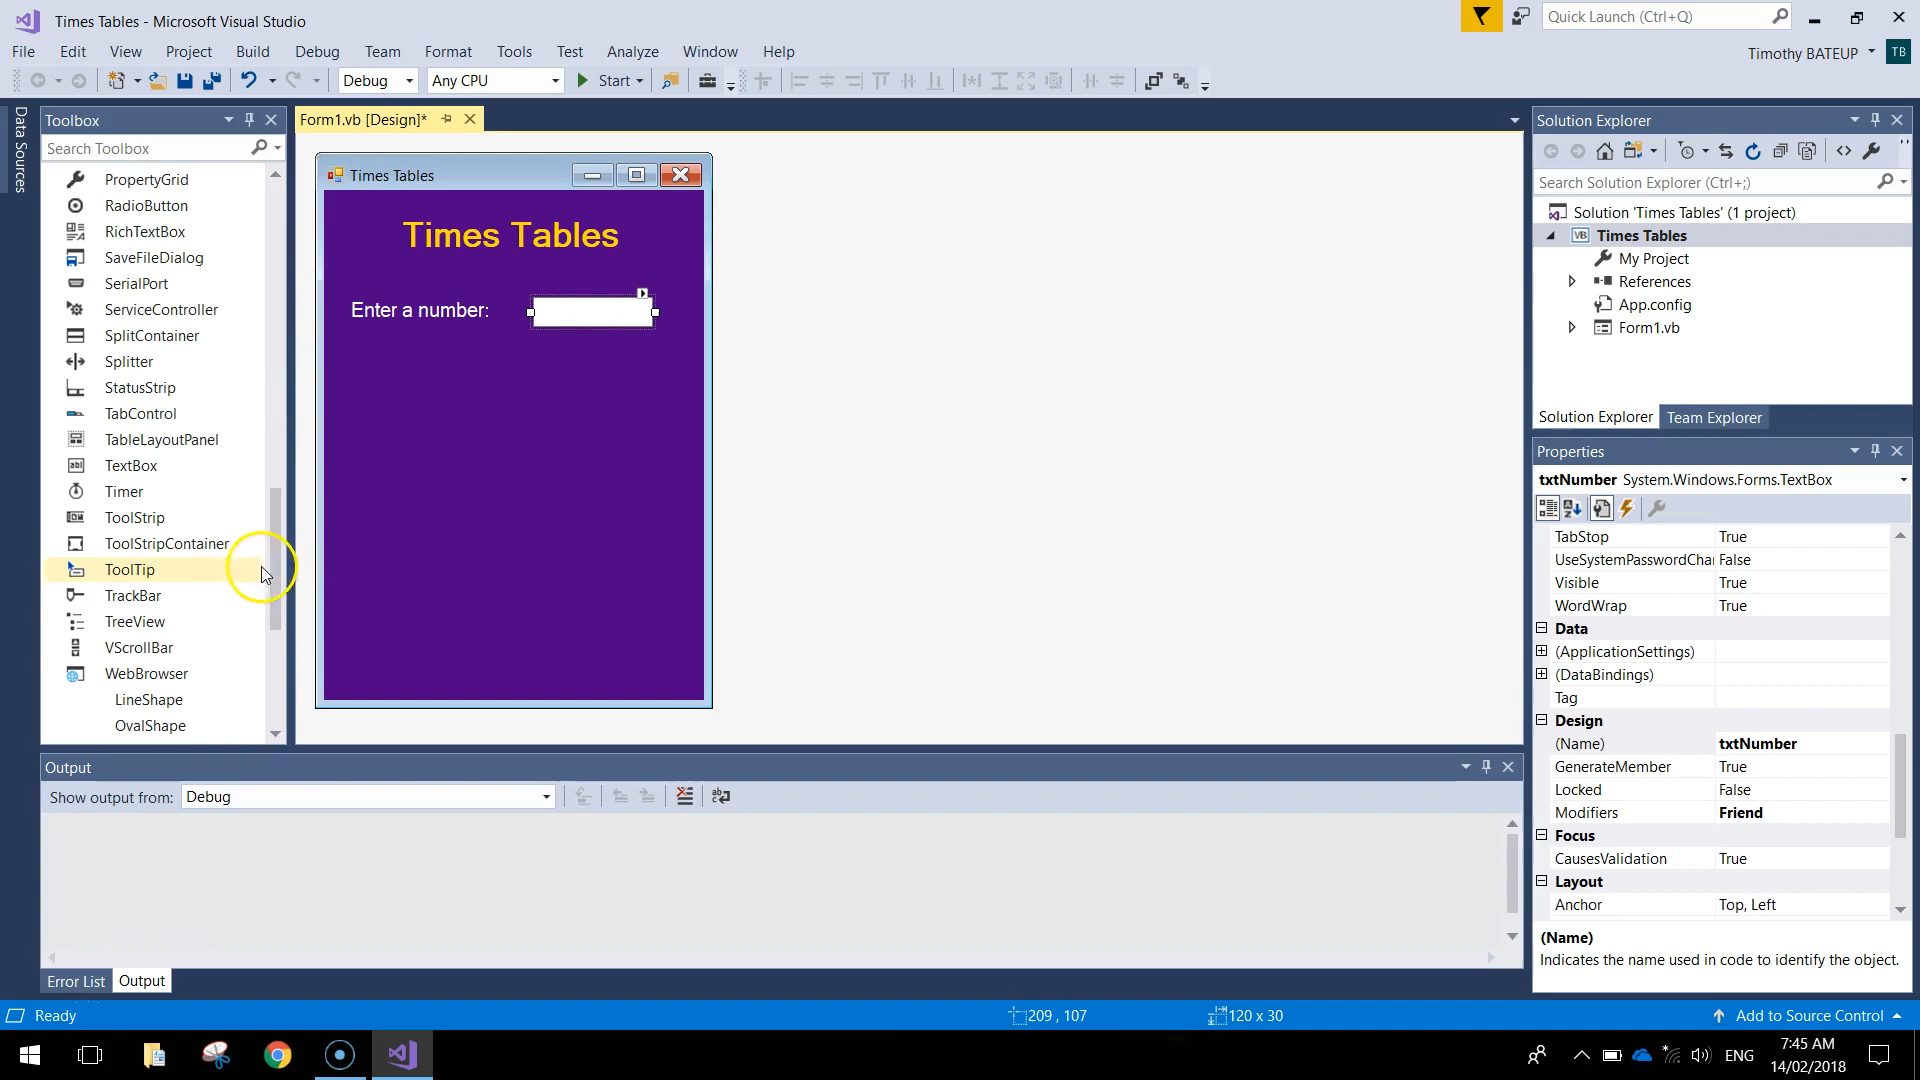 Times Tables - Microsoft Visual Studio
Quick Launch (Ctrl+Q)
File Edit View Project Build Debug Team Format Tools Test Analyze Window Help
Timothy BATEUP TB
Debug Any CPU Start
Data Sources
Toolbox
Search Toolbox
PropertyGrid
RadioButton
RichTextBox
SaveFileDialog
SerialPort
ServiceController
SplitContainer
Splitter
StatusStrip
TabControl
TableLayoutPanel
TextBox
Timer
ToolStrip
ToolStripContainer
ToolTip
TrackBar
TreeView
VScrollBar
WebBrowser
LineShape
OvalShape
Form1.vb [Design]*
Times Tables
Times Tables
Enter a number:
Solution Explorer
Search Solution Explorer (Ctrl+;)
Solution 'Times Tables' (1 project)
VB Times Tables
My Project
References
App.config
Form1.vb
Solution Explorer Team Explorer
Properties
txtNumber System.Windows.Forms.TextBox
TabStop True
UseSystemPasswordChar False
Visible True
WordWrap True
Data
(ApplicationSettings)
(DataBindings)
Tag
Design
(Name) txtNumber
GenerateMember True
Locked False
Modifiers Friend
Focus
CausesValidation True
Layout
Anchor Top, Left
(Name)
Indicates the name used in code to identify the object.
Output
Show output from: Debug
Error List Output
Ready
209 , 107
120 x 30
Add to Source Control
ENG
7:45 AM
14/02/2018